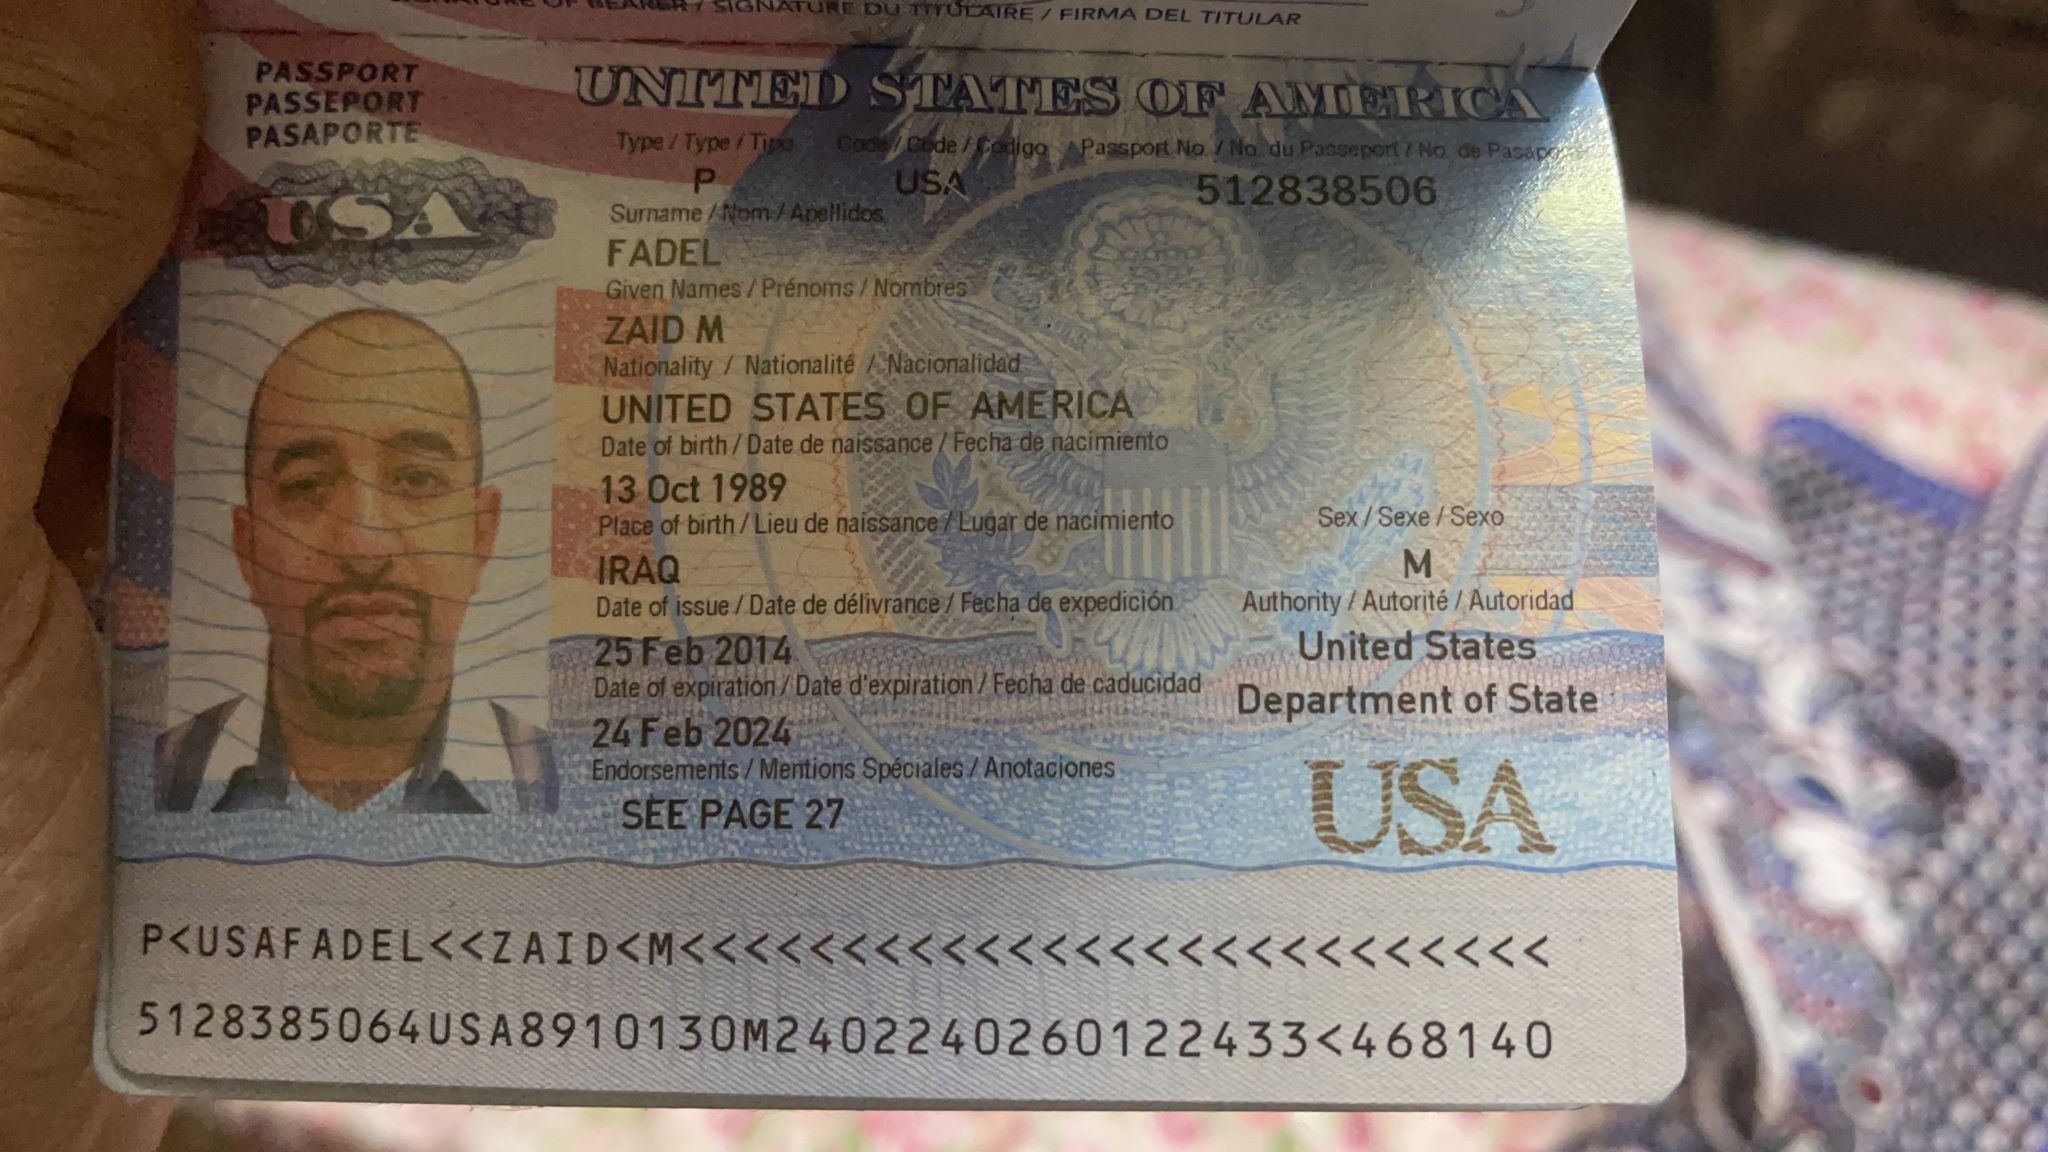 SIGNATURE OF BEARER / SIGNATURE DU TITULAIRE / FIRMA DEL TITULAR
PASSPORT
PASSEPORT
PASAPORTE
USA
UNITED STATES OF AMERICA
Type / Type / Tipo Code / Code / Codigo Passport No. / No. du Passeport / No. de
P USA 512838506
Surname / Nom / Apellidos
FADEL
Given Names / Prénoms / Nombres
ZAID M
Nationality / Nationalité / Nacionalidad
UNITED STATES OF AMERICA
Date of birth / Date de naissance / Fecha de nacimiento
13 Oct 1989
Place of birth / Lieu de naissance / Lugar de nacimiento Sex / Sexe / Sexo
IRAQ M
Date of issue / Date de délivrance / Fecha de expedición Authority / Autorité / Autoridad
25 Feb 2014 United States
Date of expiration / Date d'expiration / Fecha de caducidad Department of State
24 Feb 2024
Endorsements / Mentions Spéciales / Anotaciones
SEE PAGE 27 USA
P<USAFADEL<<ZAID<M<<<<<<<<<<<<<<<<<<<<<<<<<<
5128385064USA8910130M2402240260122433<468140